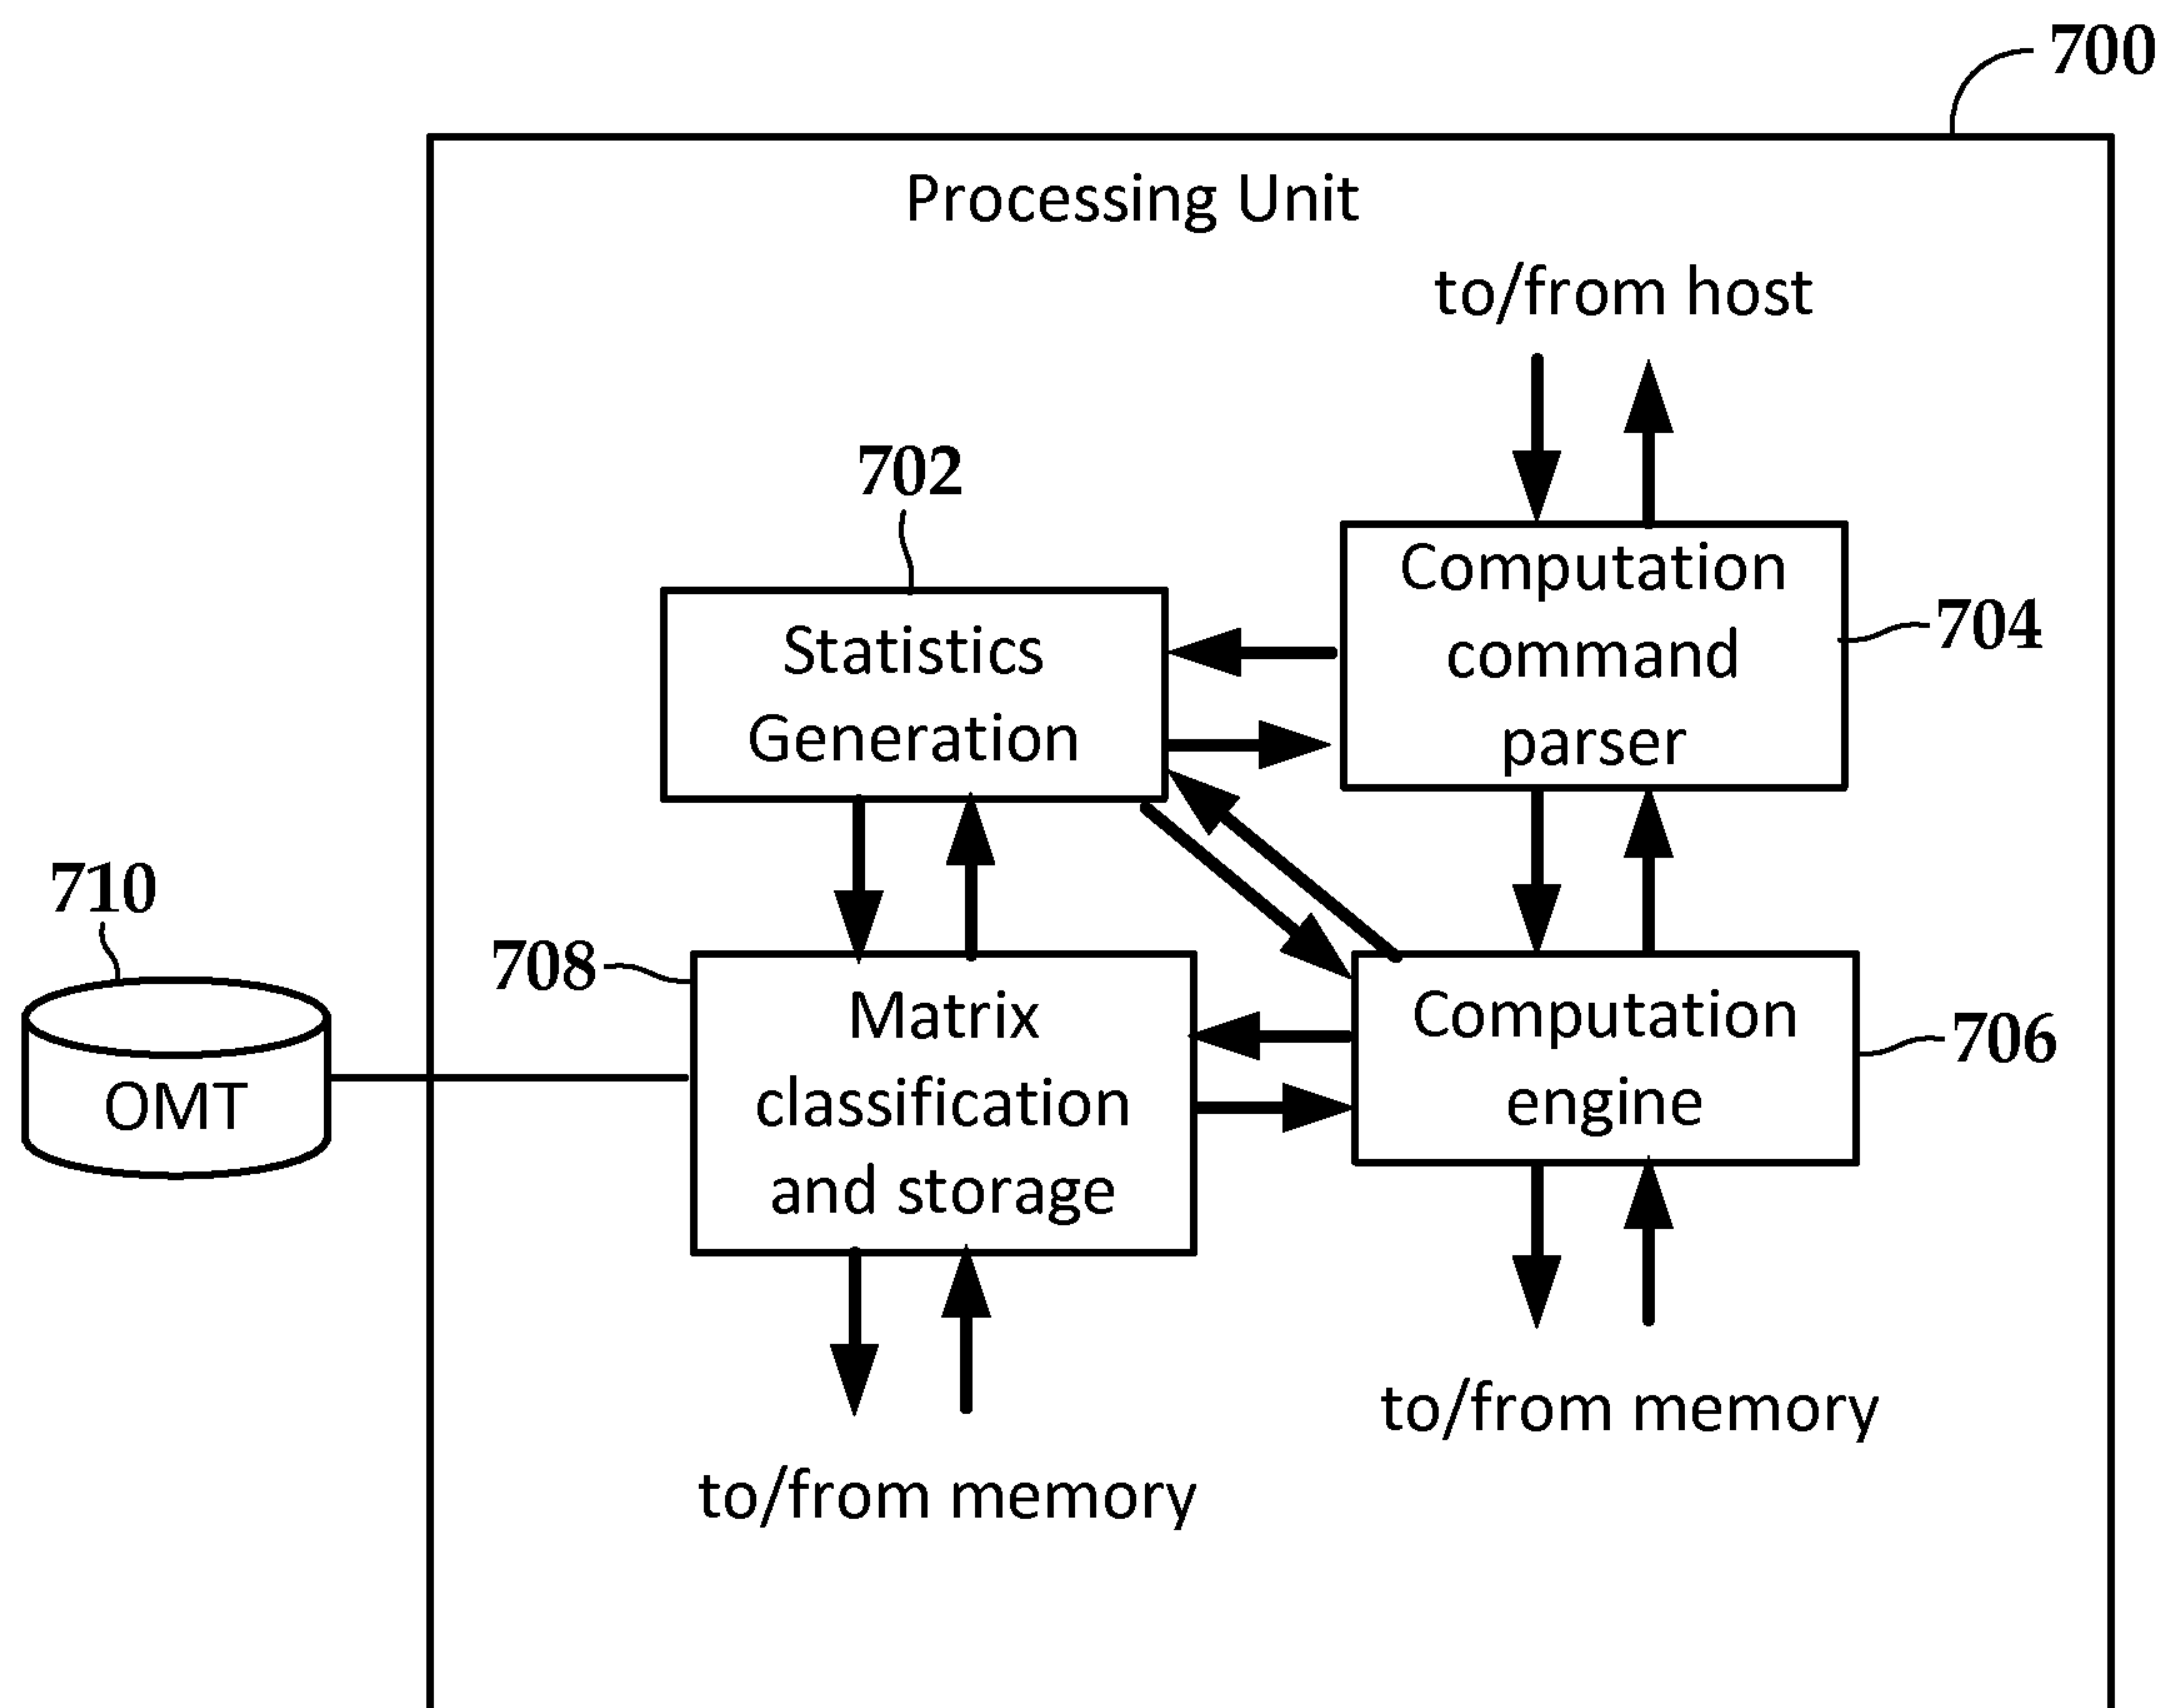 700
Processing Unit
to/from host
702
Statistics
Generation
Computation
command
parser
704
710
OMT
708
Matrix
classification
and storage
Computation
engine
706
to/from memory
to/from memory